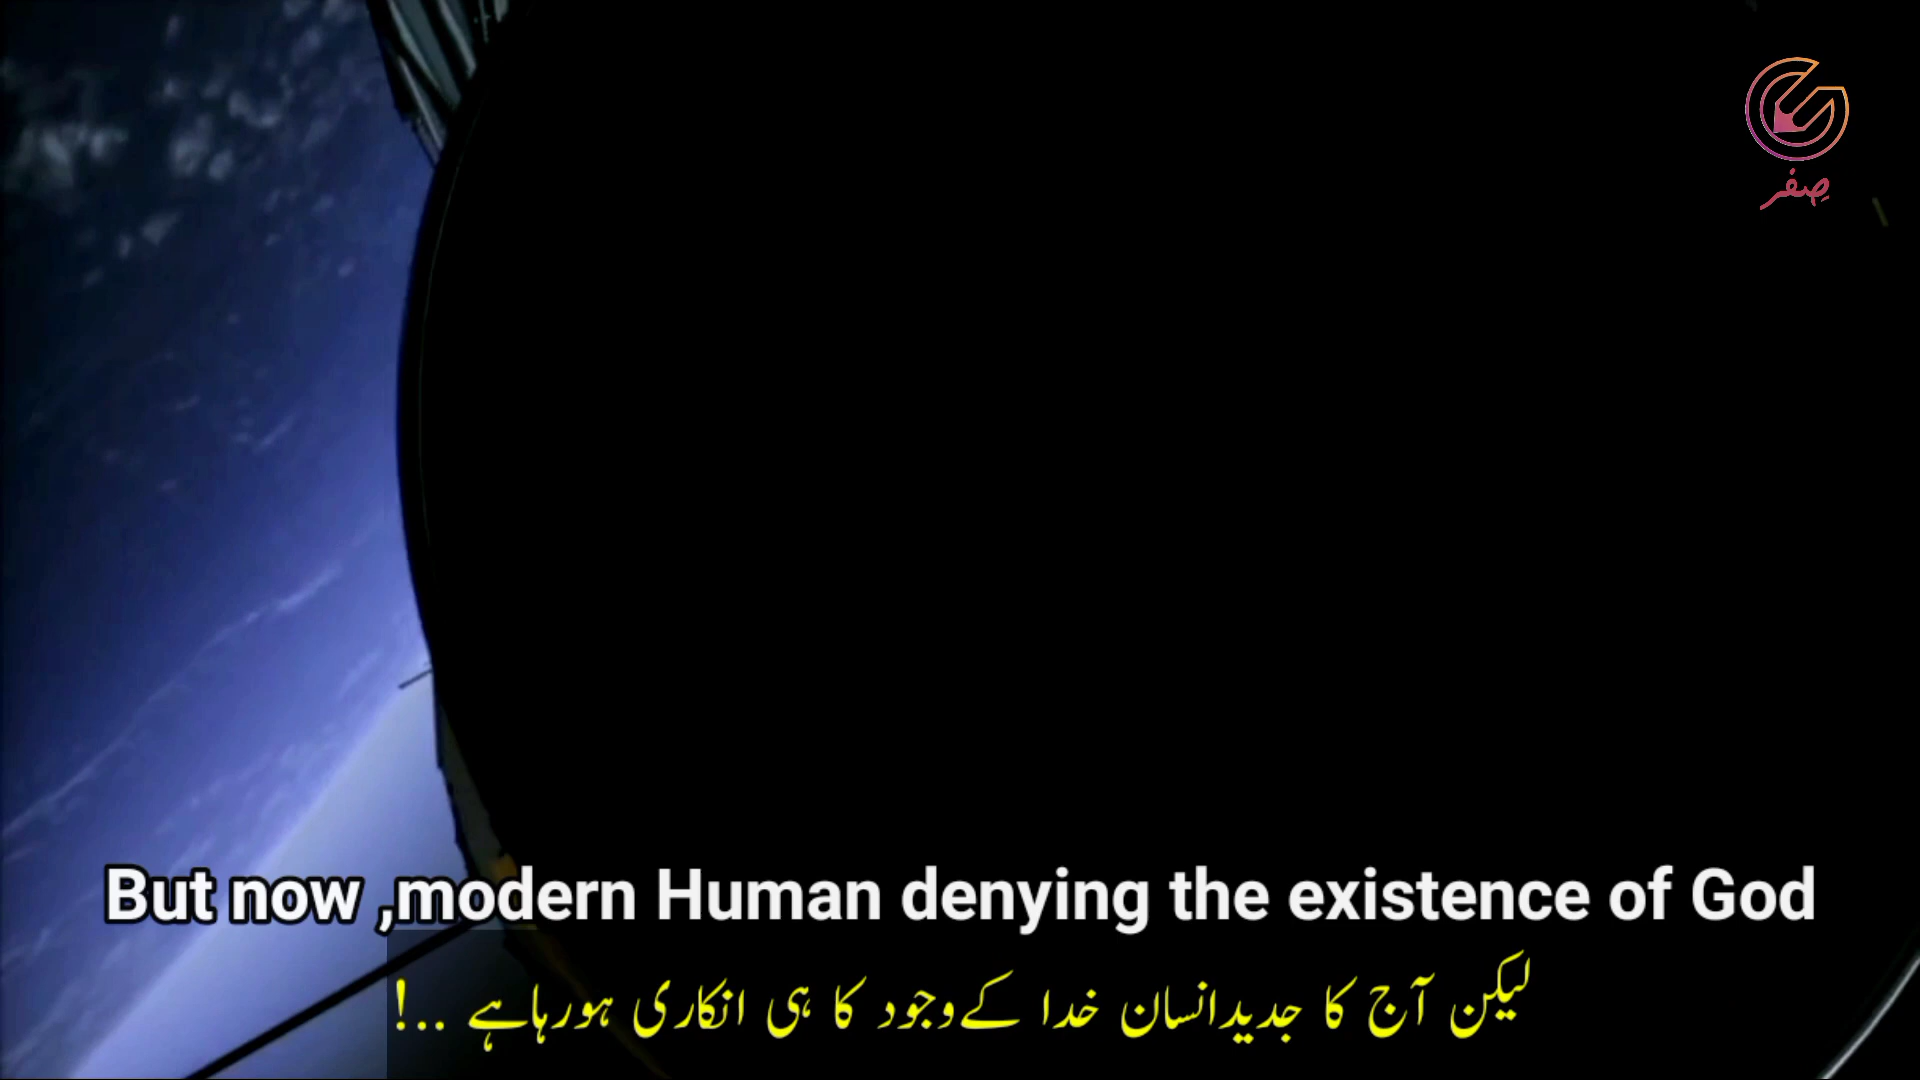 صِفر
But now ,modern Human denying the existence of God
لیکن آج کا جدیدانسان خدا کےوجود کا ہی انکاری ہورہاہے ..!